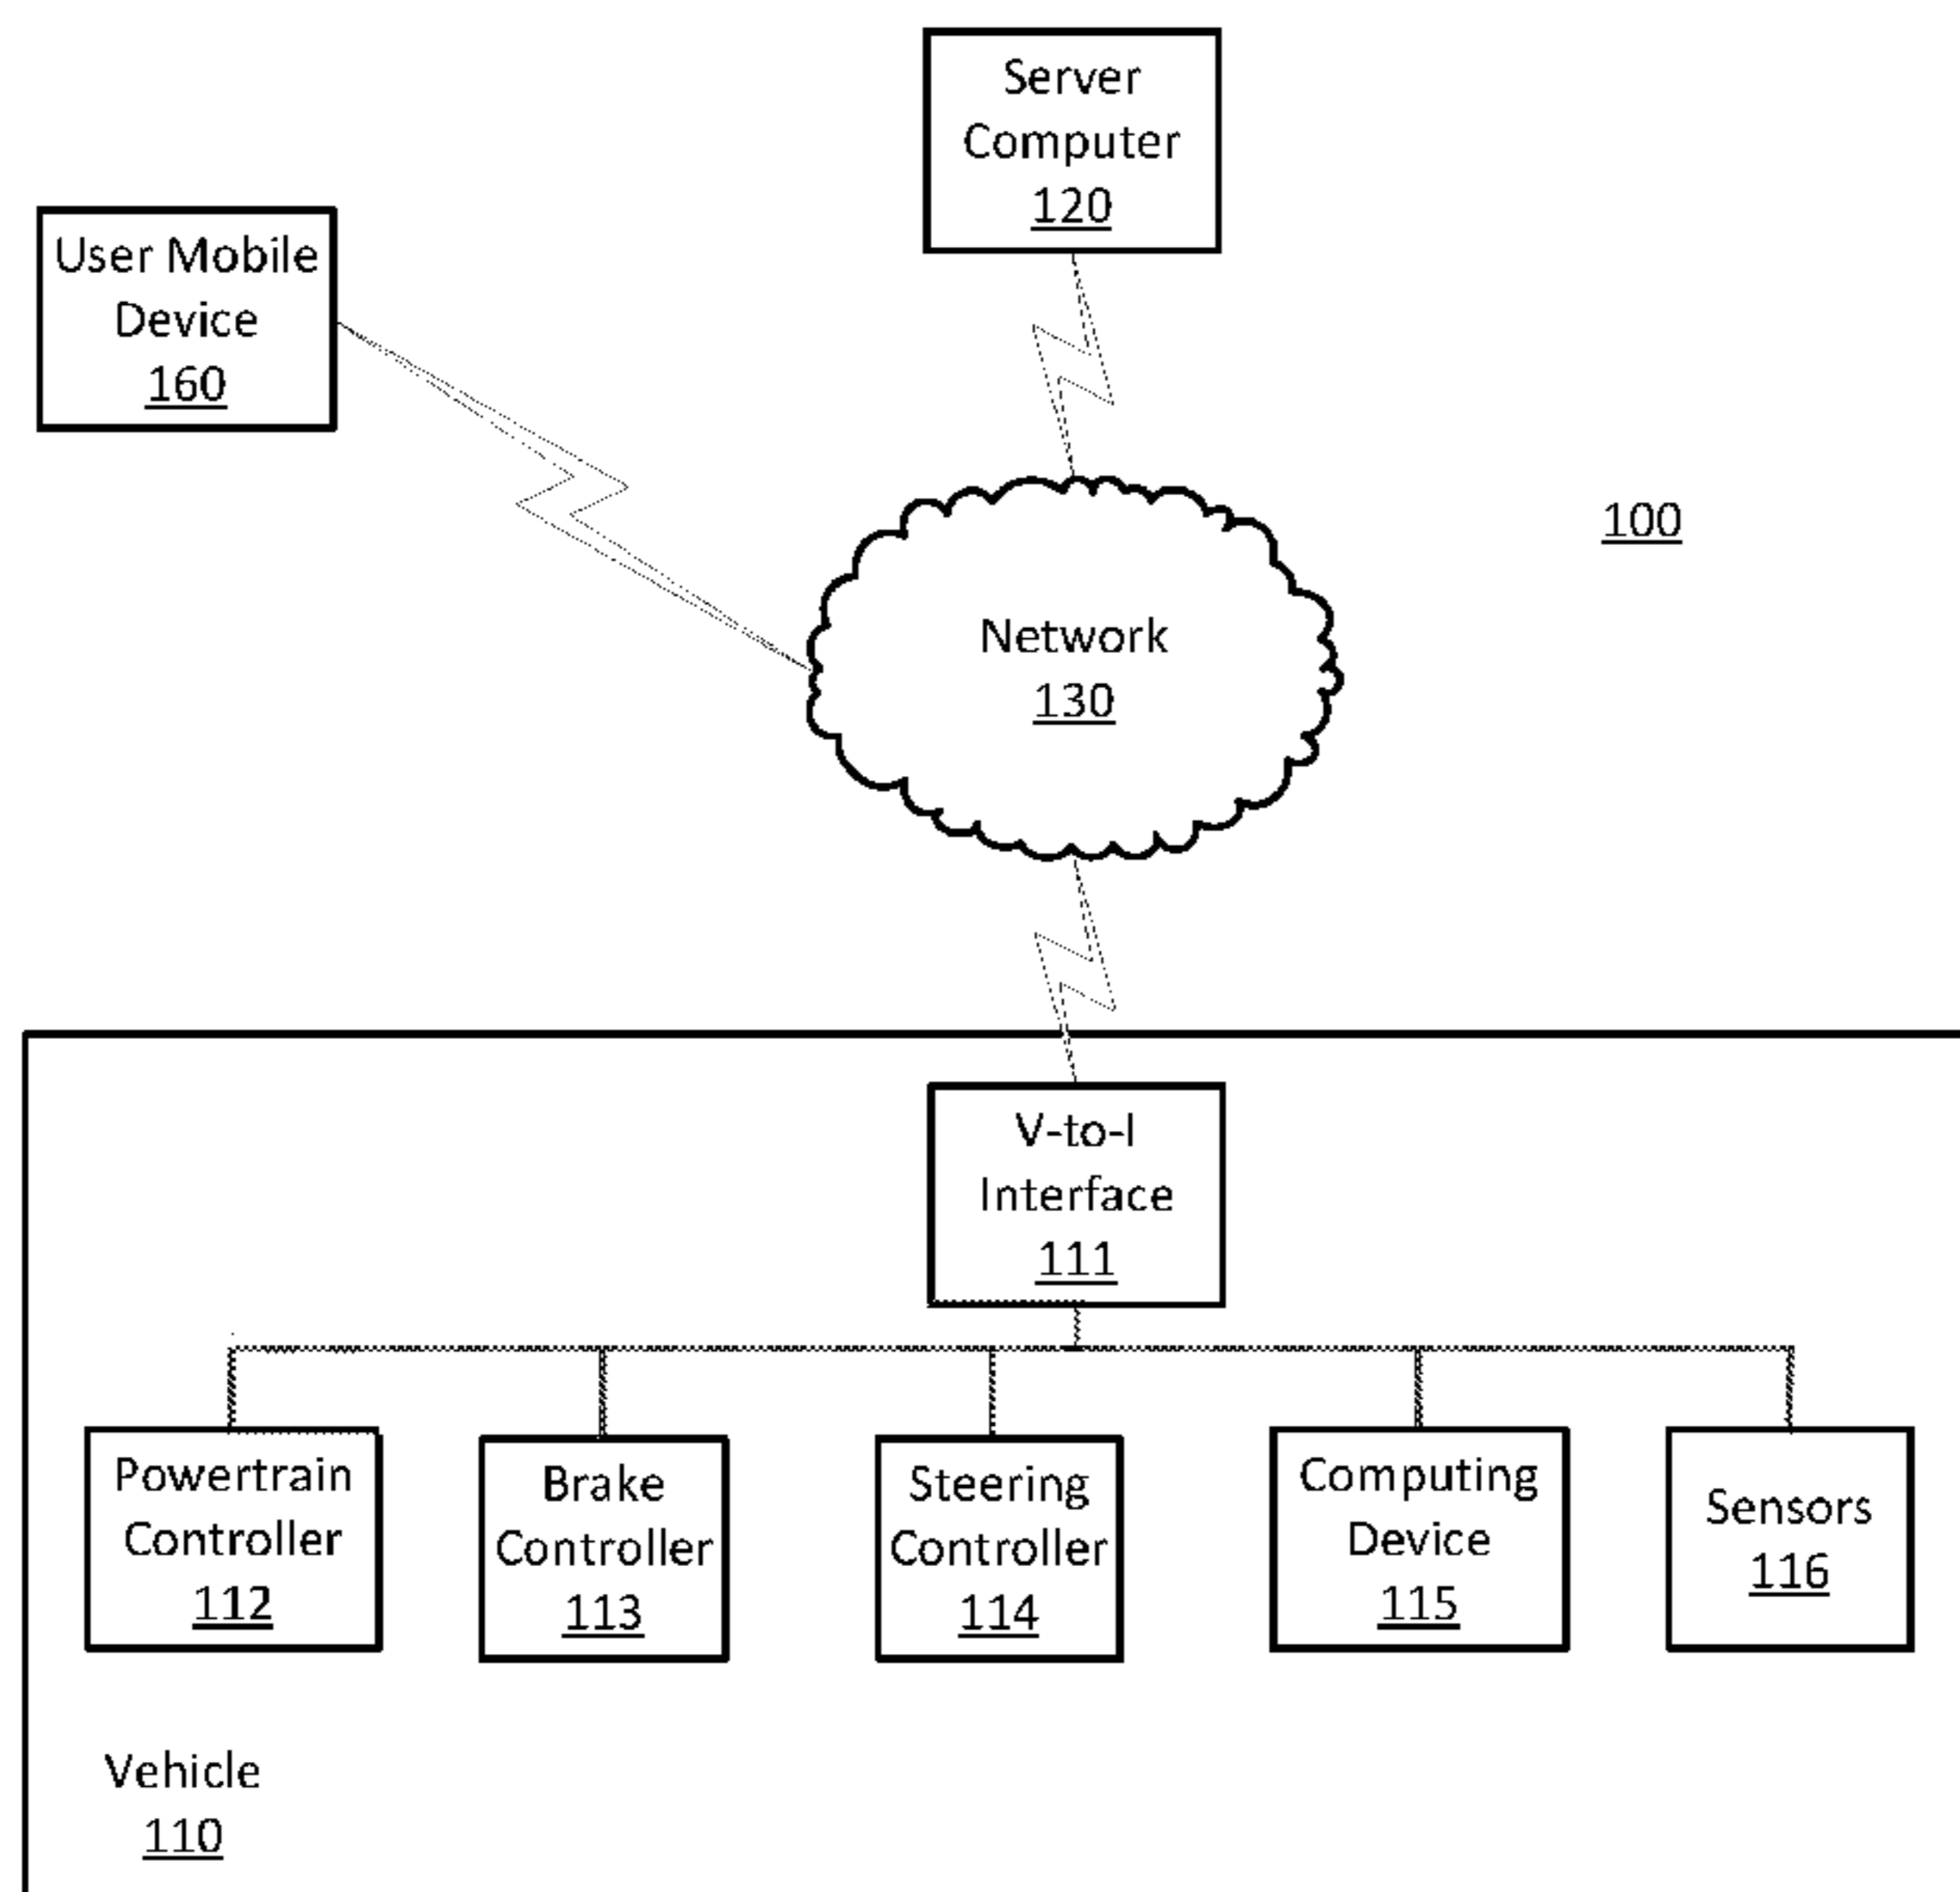 Server
Computer
120
User Mobile
Device
160
100
Network
130
V-to-I
Interface
111
Powertrain
Controller
112
Brake
Controller
113
Steering
Controller
114
Computing
Device
115
Sensors
116
Vehicle
110